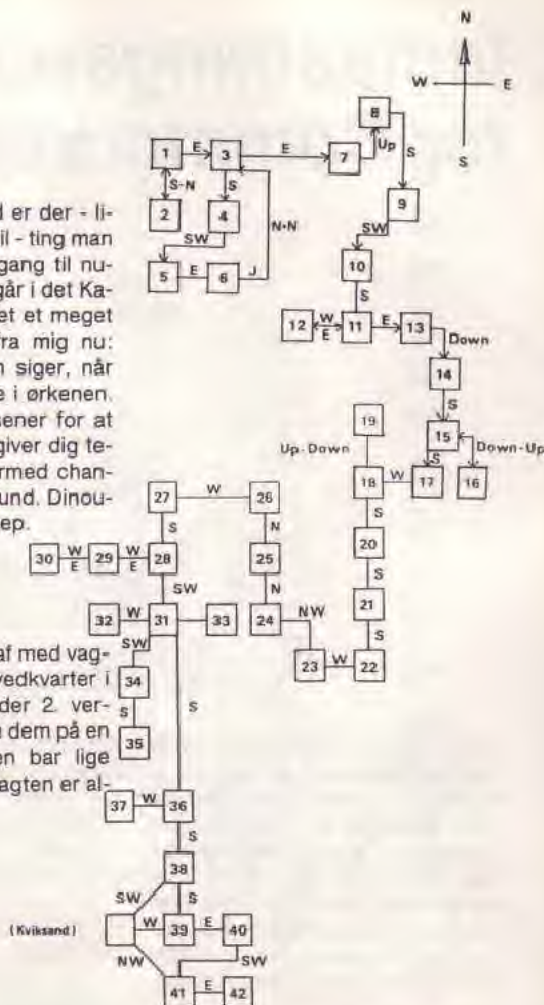 N
W E
S
8
1 E 3 E 7 Up S
S-N S
2 4 N-N 9
SW SW
5 E 6 J 10
S
12 W E 11 E 13 Down
14
S
19 15 Down-Up
Up-Down S
18 W 17 16
27 W 26 S
S N 20
30 W E 29 W E 28 25 S
SW N 21
32 W 31 33 24 NW S
SW 23 W 22
34 S
S
35
37 W 36
S
38
SW S
(Kviksand) W 39 E 40
NW SW
41 E 42
d er der - li-
il - ting man
gang til nu-
går i det Ka-
et et meget
ra mig nu:
n siger, når
e i ørkenen.
sener for at
giver dig te-
rmed chan-
und. Dinou-
ep.
af med vag-
vedkvarter i
der 2. ver-
dem på en
en bar lige
agten er al-